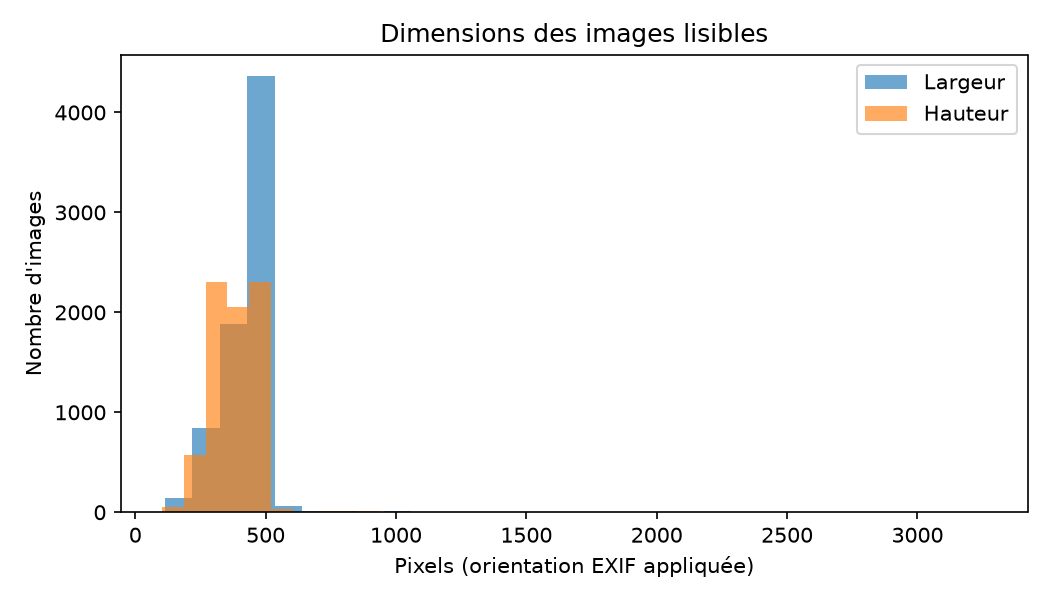 Dimensions des images lisibles
Largeur
Hauteur
Nombre d'images
4000
3000
2000
1000
0
0 500 1000 1500 2000 2500 3000
Pixels (orientation EXIF appliquée)